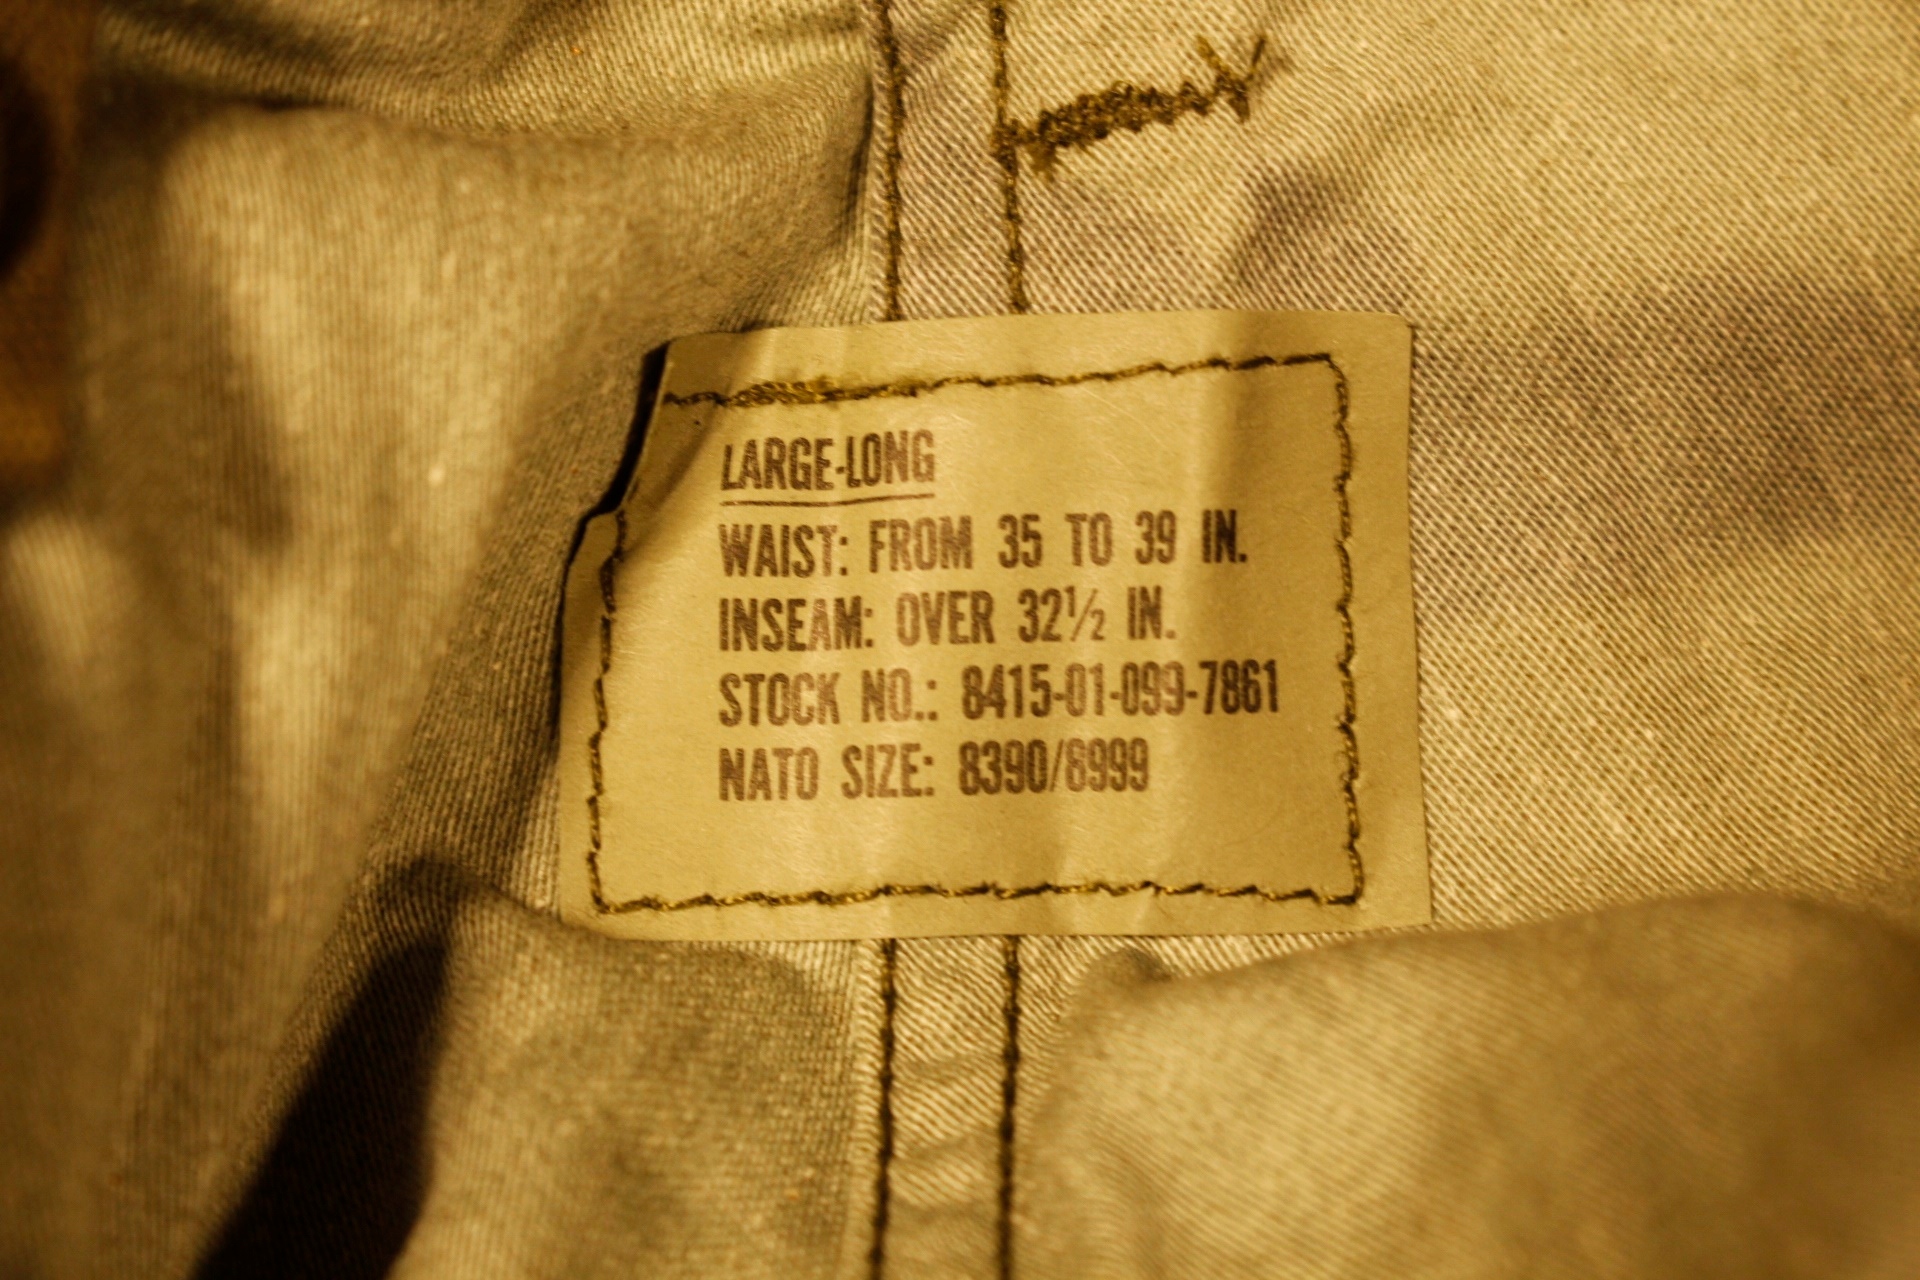 LARGE-LONG
WAIST: FROM 35 TO 39 IN.
INSEAM: OVER 32½ IN.
STOCK NO.: 8415-01-099-7861
NATO SIZE: 8390/8999